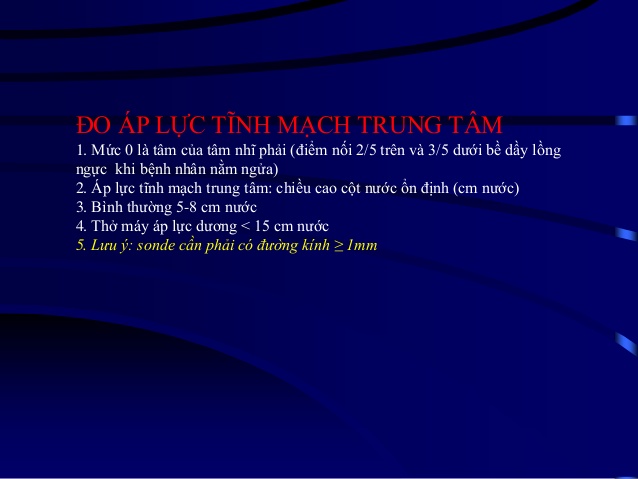 ĐO ÁP LỰC TĨNH MẠCH TRUNG TÂM
1. Mức 0 là tâm của tâm nhĩ phải (điểm nối 2/5 trên và 3/5 dưới bề dầy lồng
ngực khi bệnh nhân nằm ngửa)
2. Áp lực tĩnh mạch trung tâm: chiều cao cột nước ổn định (cm nước)
3. Bình thường 5-8 cm nước
4. Thở máy áp lực dương < 15 cm nước
5. Lưu ý: sonde cần phải có đường kính ≥ 1mm